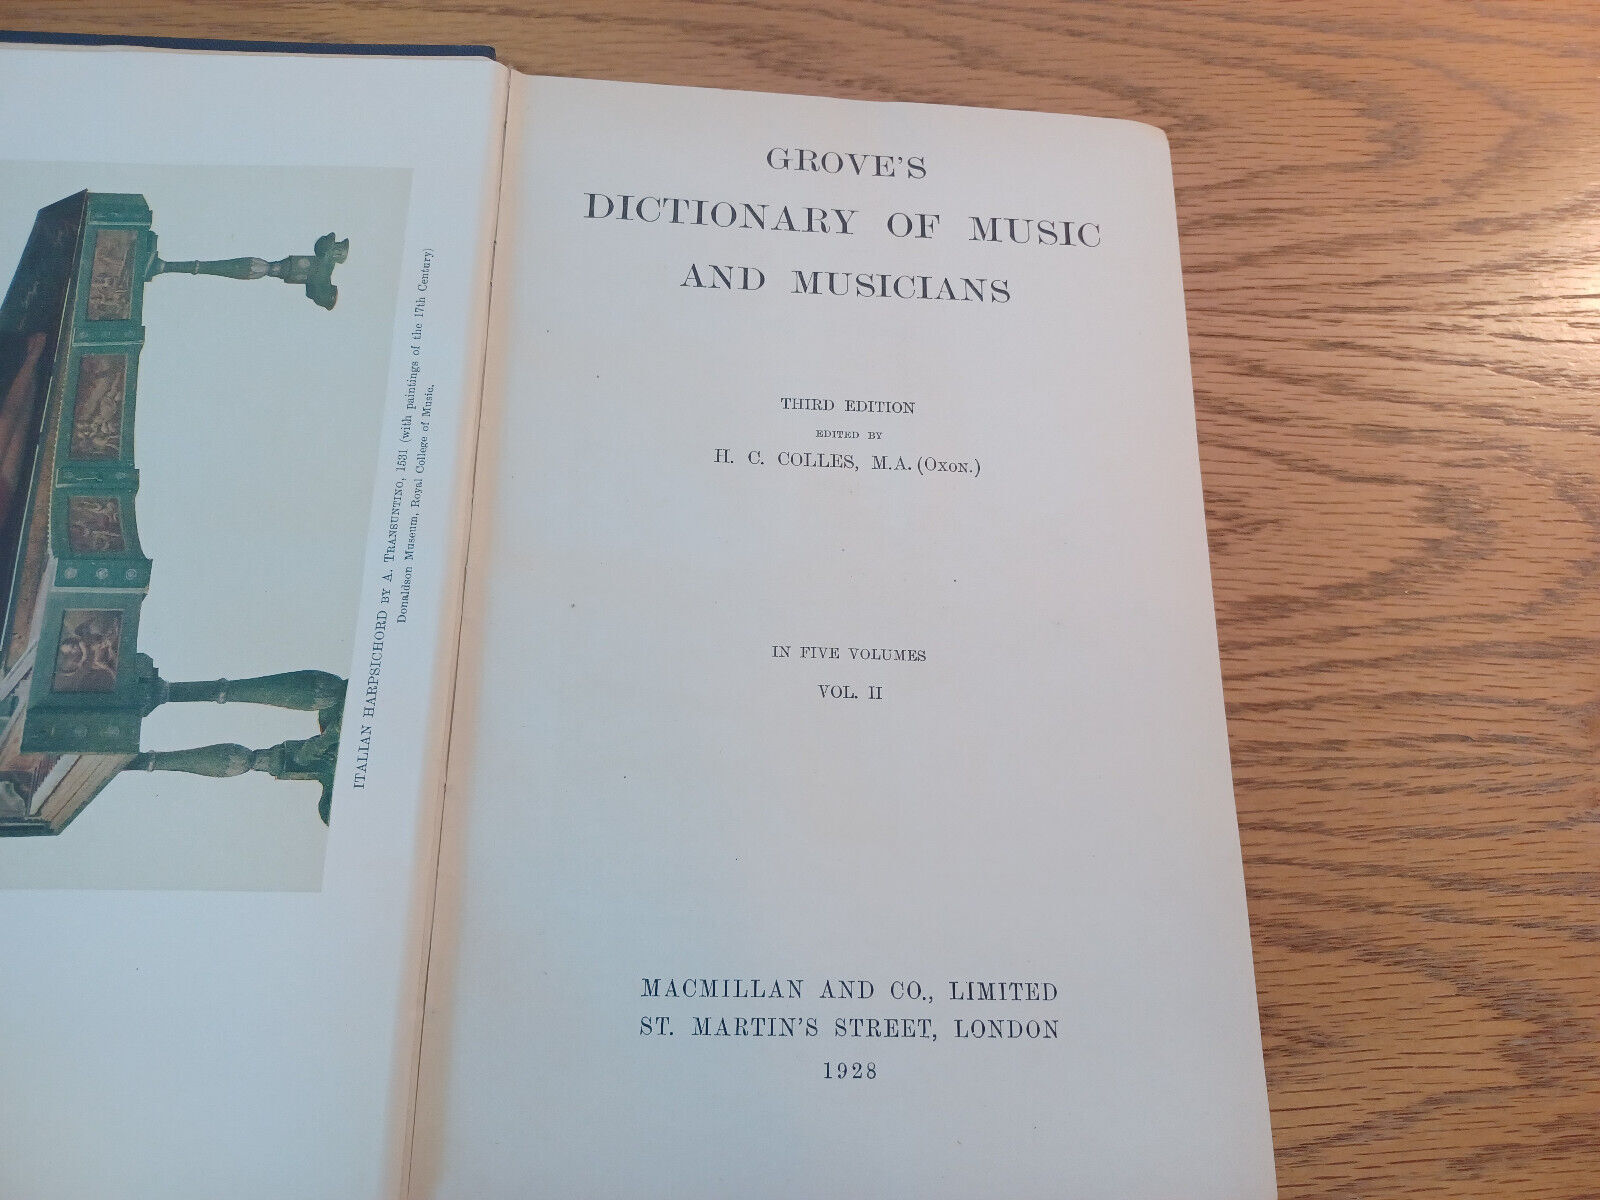 ITALIAN HARPSICHORD BY A. TRANSUNTINO, 1531 (with paintings of the 17th Century)
Donaldson Museum, Royal College of Music.
GROVE'S
DICTIONARY OF MUSIC
AND MUSICIANS
THIRD EDITION
EDITED BY
H. C. COLLES, M.A. (OXON.)
IN FIVE VOLUMES
VOL. II
MACMILLAN AND CO., LIMITED
ST. MARTIN'S STREET, LONDON
1928